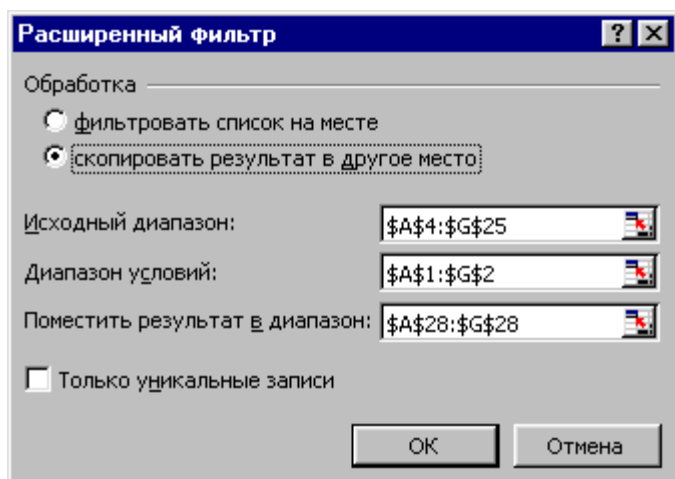 Расширенный фильтр
Обработка
фильтровать список на месте
скопировать результат в другое место
Исходный диапазон: $A$4:$G$25
Диапазон условий: $A$1:$G$2
Поместить результат в диапазон: $A$28:$G$28
Только уникальные записи
ОК Отмена